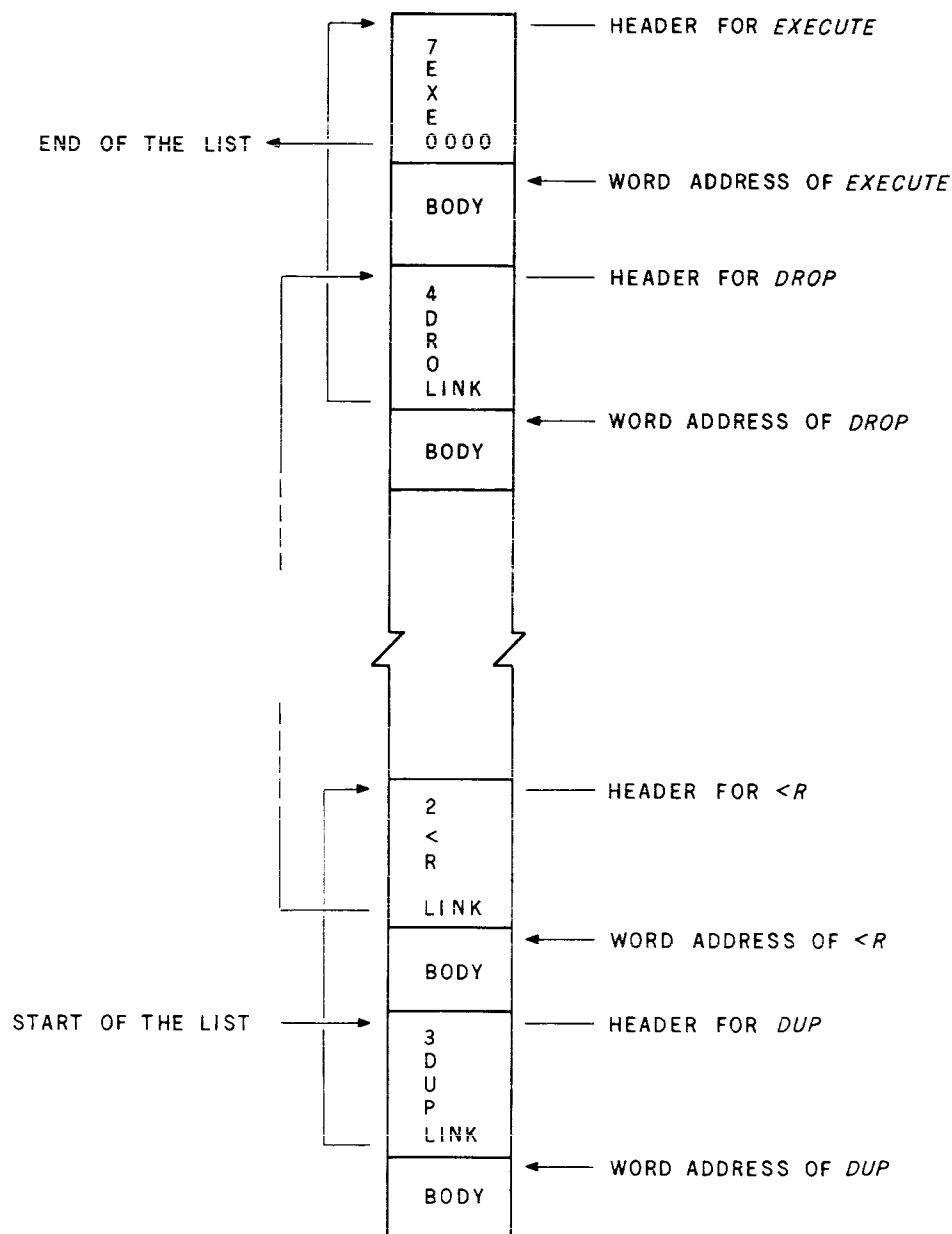 HEADER FOR EXECUTE
7
E
X
E
0000
END OF THE LIST
WORD ADDRESS OF EXECUTE
BODY
HEADER FOR DROP
4
D
R
O
LINK
WORD ADDRESS OF DROP
BODY
HEADER FOR <R
2
<
R
LINK
WORD ADDRESS OF <R
BODY
START OF THE LIST
HEADER FOR DUP
3
D
U
P
LINK
WORD ADDRESS OF DUP
BODY